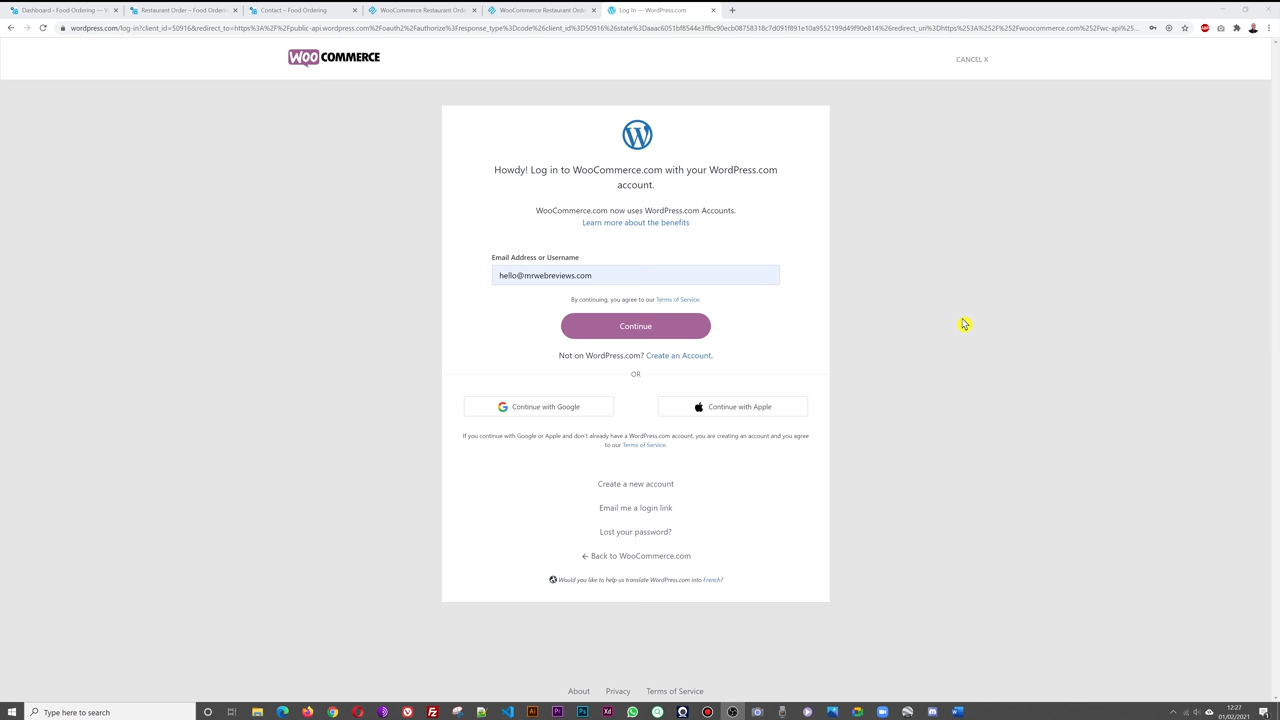 Dashboard ‹ Food Ordering — W
Restaurant Order – Food Orderin
Contact – Food Ordering
WooCommerce Restaurant Orde
WooCommerce Restaurant Orde
Log In — WordPress.com
WOOCOMMERCE
CANCEL X
Howdy! Log in to WooCommerce.com with your WordPress.com
account.
WooCommerce.com now uses WordPress.com Accounts.
Learn more about the benefits
Email Address or Username
hello@mrwebreviews.com
By continuing, you agree to our Terms of Service.
Continue
Not on WordPress.com? Create an Account.
OR
Continue with Google
Continue with Apple
If you continue with Google or Apple and don't already have a WordPress.com account, you are creating an account and you agree
to our Terms of Service.
Create a new account
Email me a login link
Lost your password?
← Back to WooCommerce.com
Would you like to help us translate WordPress.com into French?
About Privacy Terms of Service
Type here to search
12:27
01/02/2021